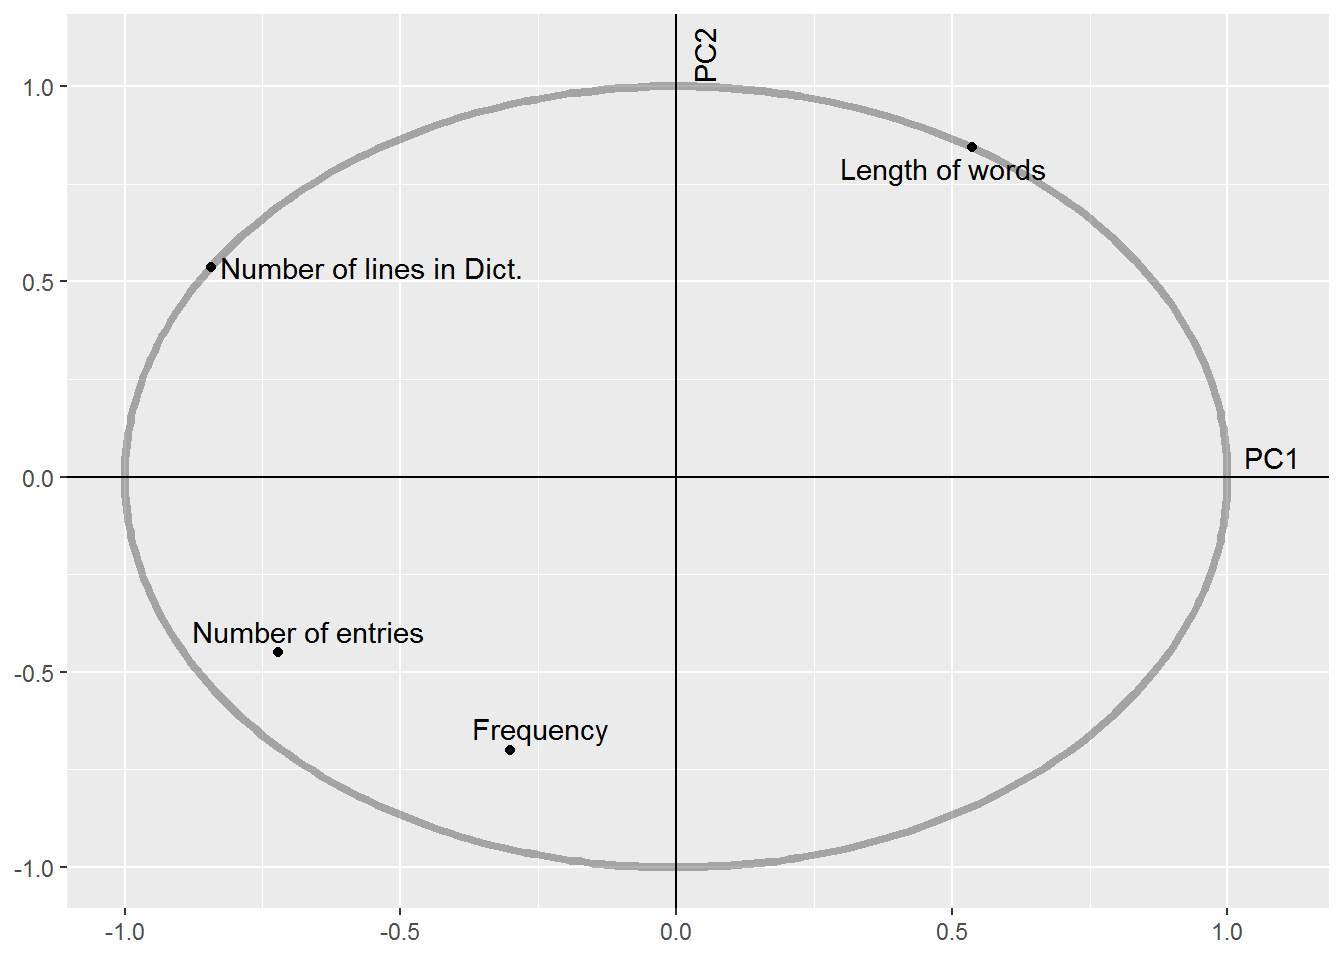 PC2
1.0
Length of words
Number of lines in Dict.
0.5
PC1
0.0
Number of entries
-0.5
Frequency
-1.0
-1.0 -0.5 0.0 0.5 1.0